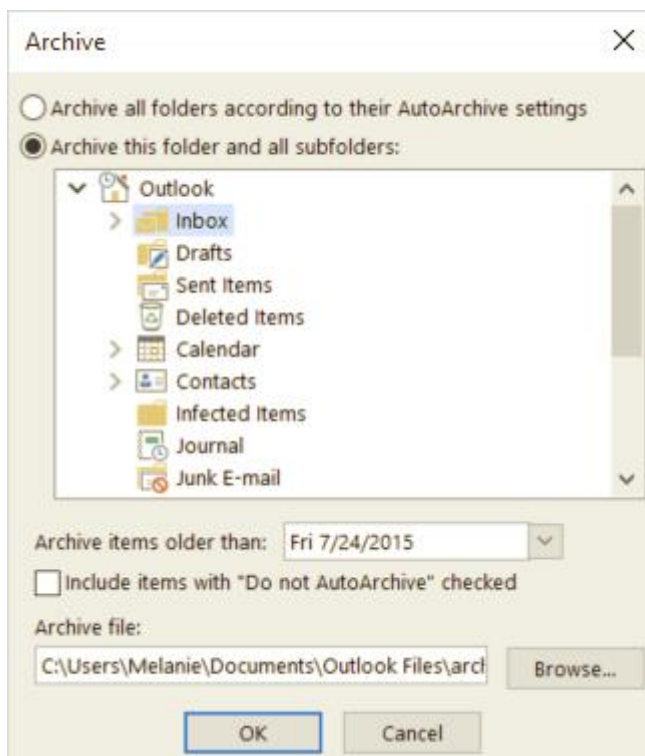 Archive
Archive all folders according to their AutoArchive settings
Archive this folder and all subfolders:
Outlook
Inbox
Drafts
Sent Items
Deleted Items
Calendar
Contacts
Infected Items
Journal
Junk E-mail
Archive items older than: Fri 7/24/2015
Include items with "Do not AutoArchive" checked
Archive file:
C:\Users\Melanie\Documents\Outlook Files\arch Browse...
OK Cancel